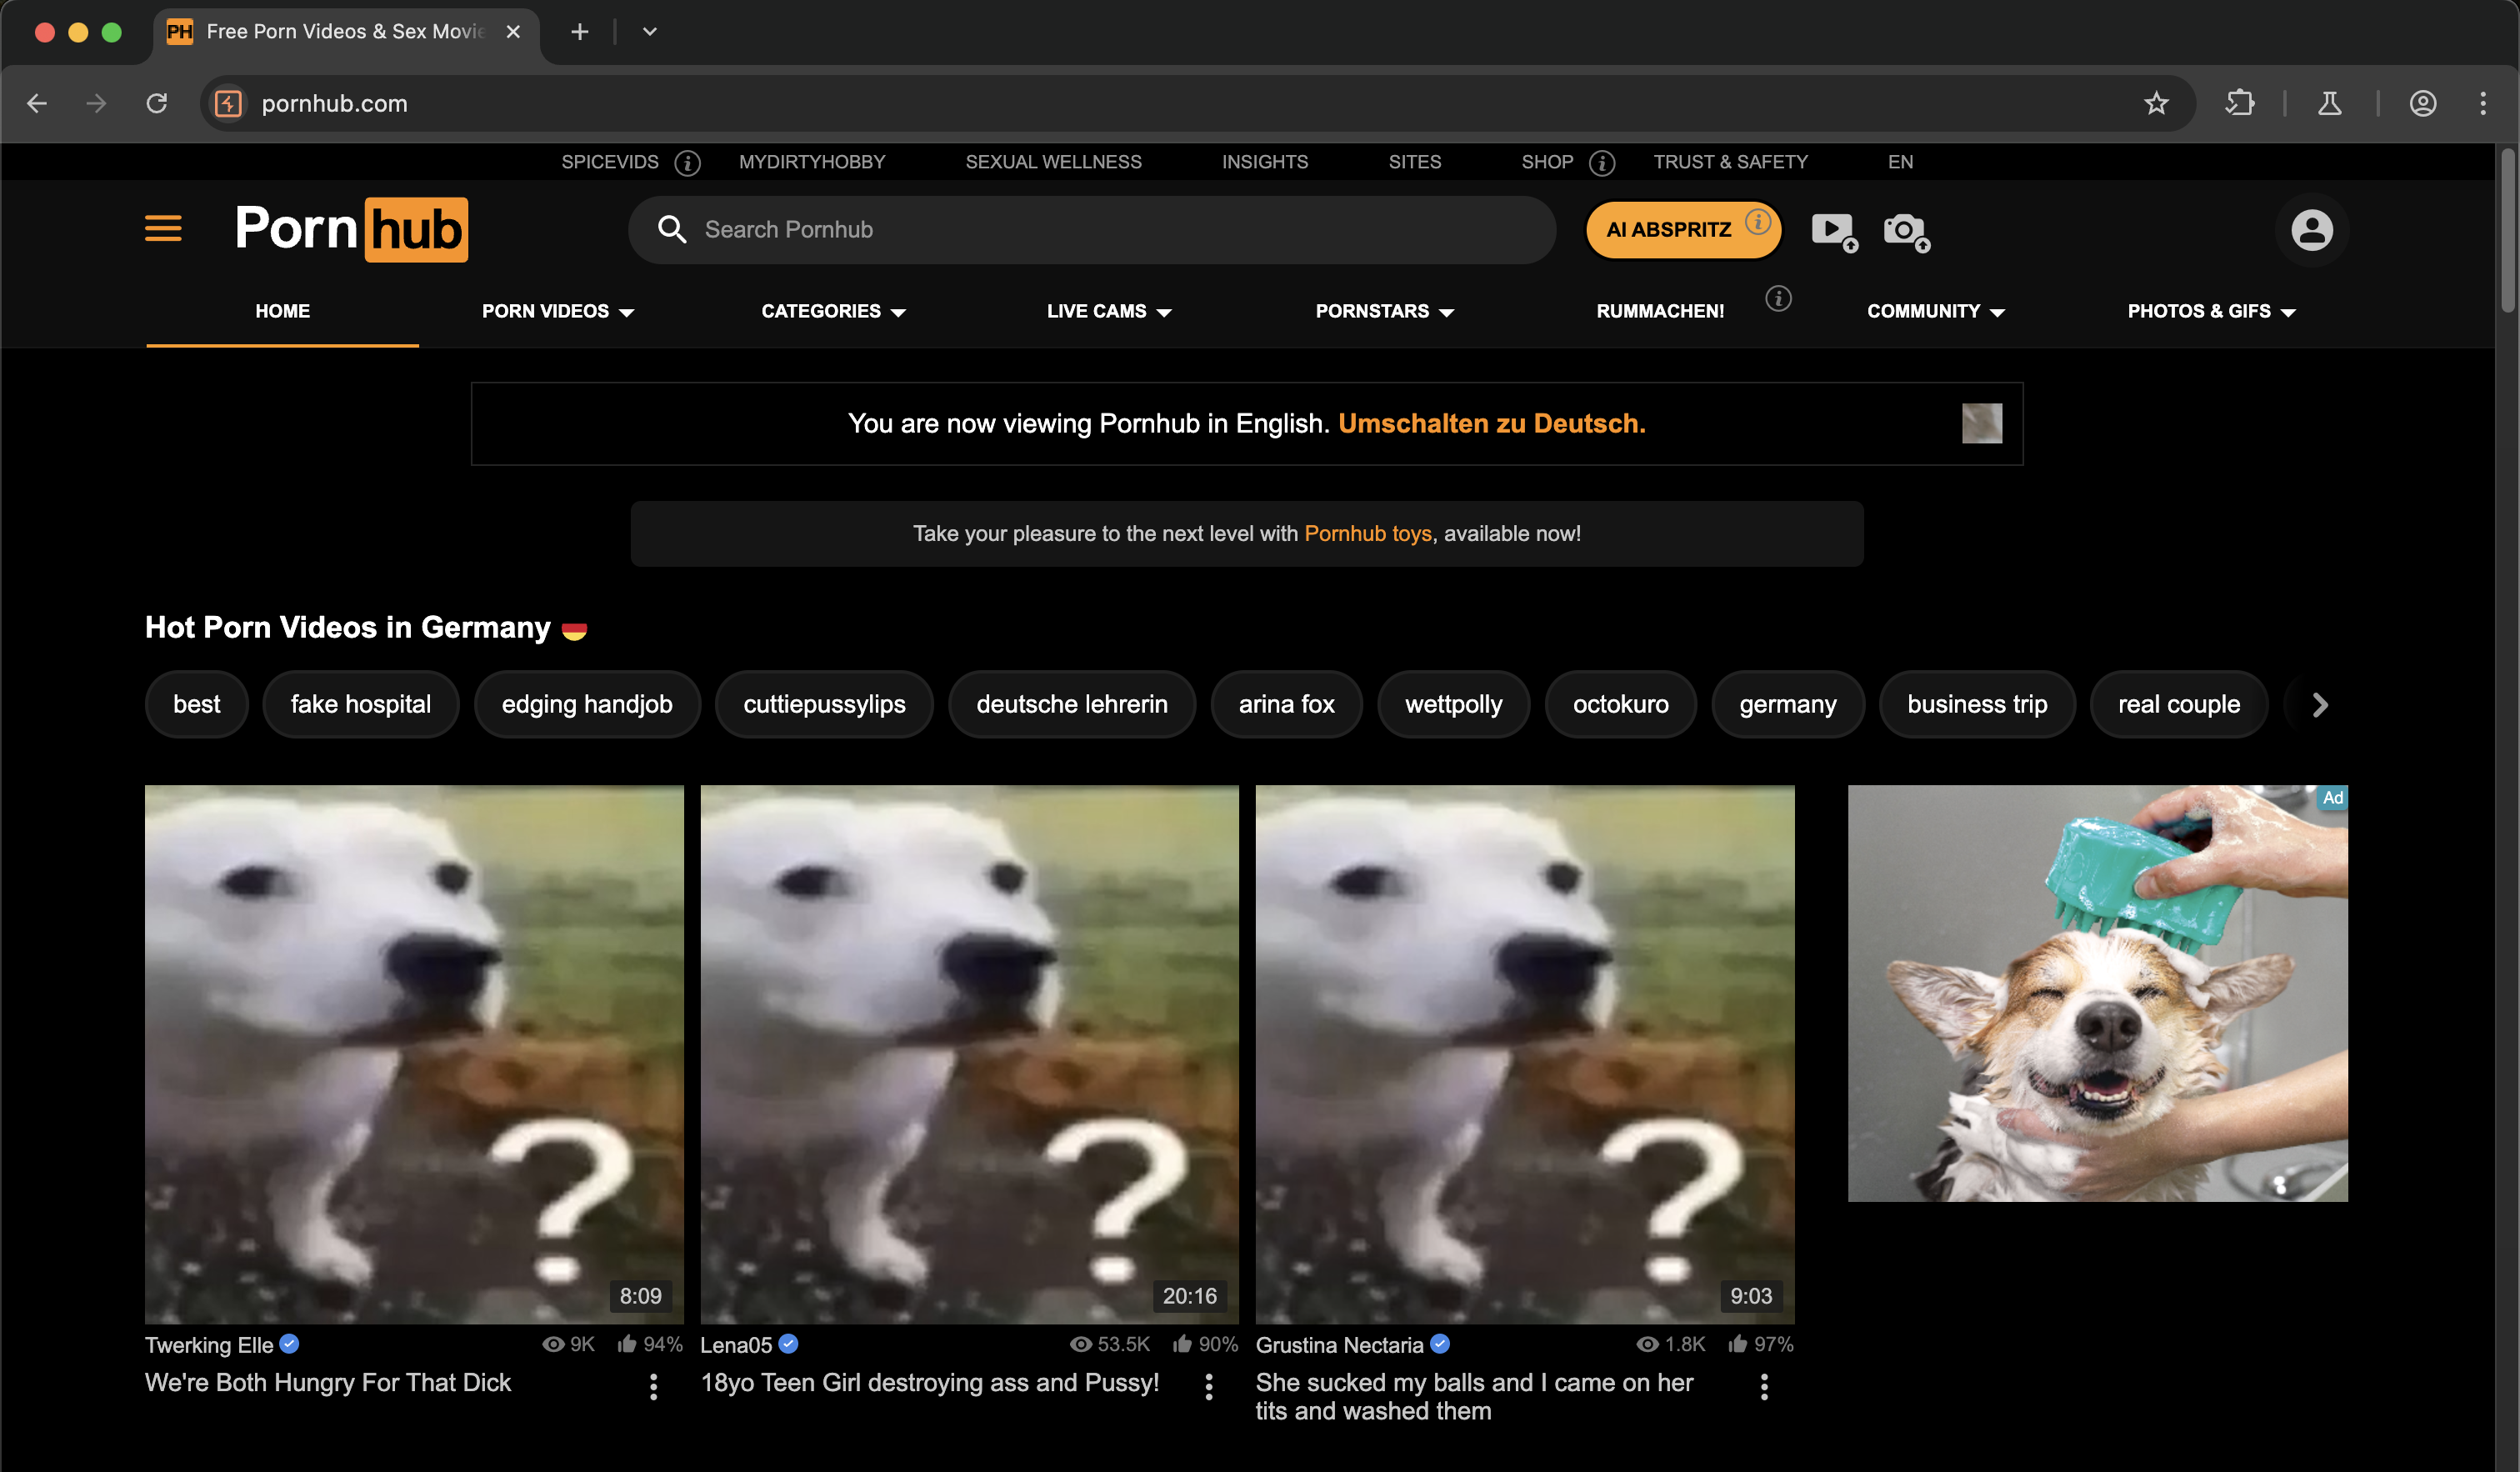 PH Free Porn Videos & Sex Movie
pornhub.com
SPICEVIDS MYDIRTYHOBBY SEXUAL WELLNESS INSIGHTS SITES SHOP TRUST & SAFETY EN
Pornhub
Search Pornhub
AI ABSPRITZ
HOME PORN VIDEOS CATEGORIES LIVE CAMS PORNSTARS RUMMACHEN! COMMUNITY PHOTOS & GIFS
You are now viewing Pornhub in English. Umschalten zu Deutsch.
Take your pleasure to the next level with Pornhub toys, available now!
Hot Porn Videos in Germany
best fake hospital edging handjob cuttiepussylips deutsche lehrerin arina fox wettpolly octokuro germany business trip real couple
Ad
? ? ?
8:09 20:16 9:03
Twerking Elle 9K 94% Lena05 53.5K 90% Grustina Nectaria 1.8K 97%
We're Both Hungry For That Dick
18yo Teen Girl destroying ass and Pussy!
She sucked my balls and I came on her
tits and washed them